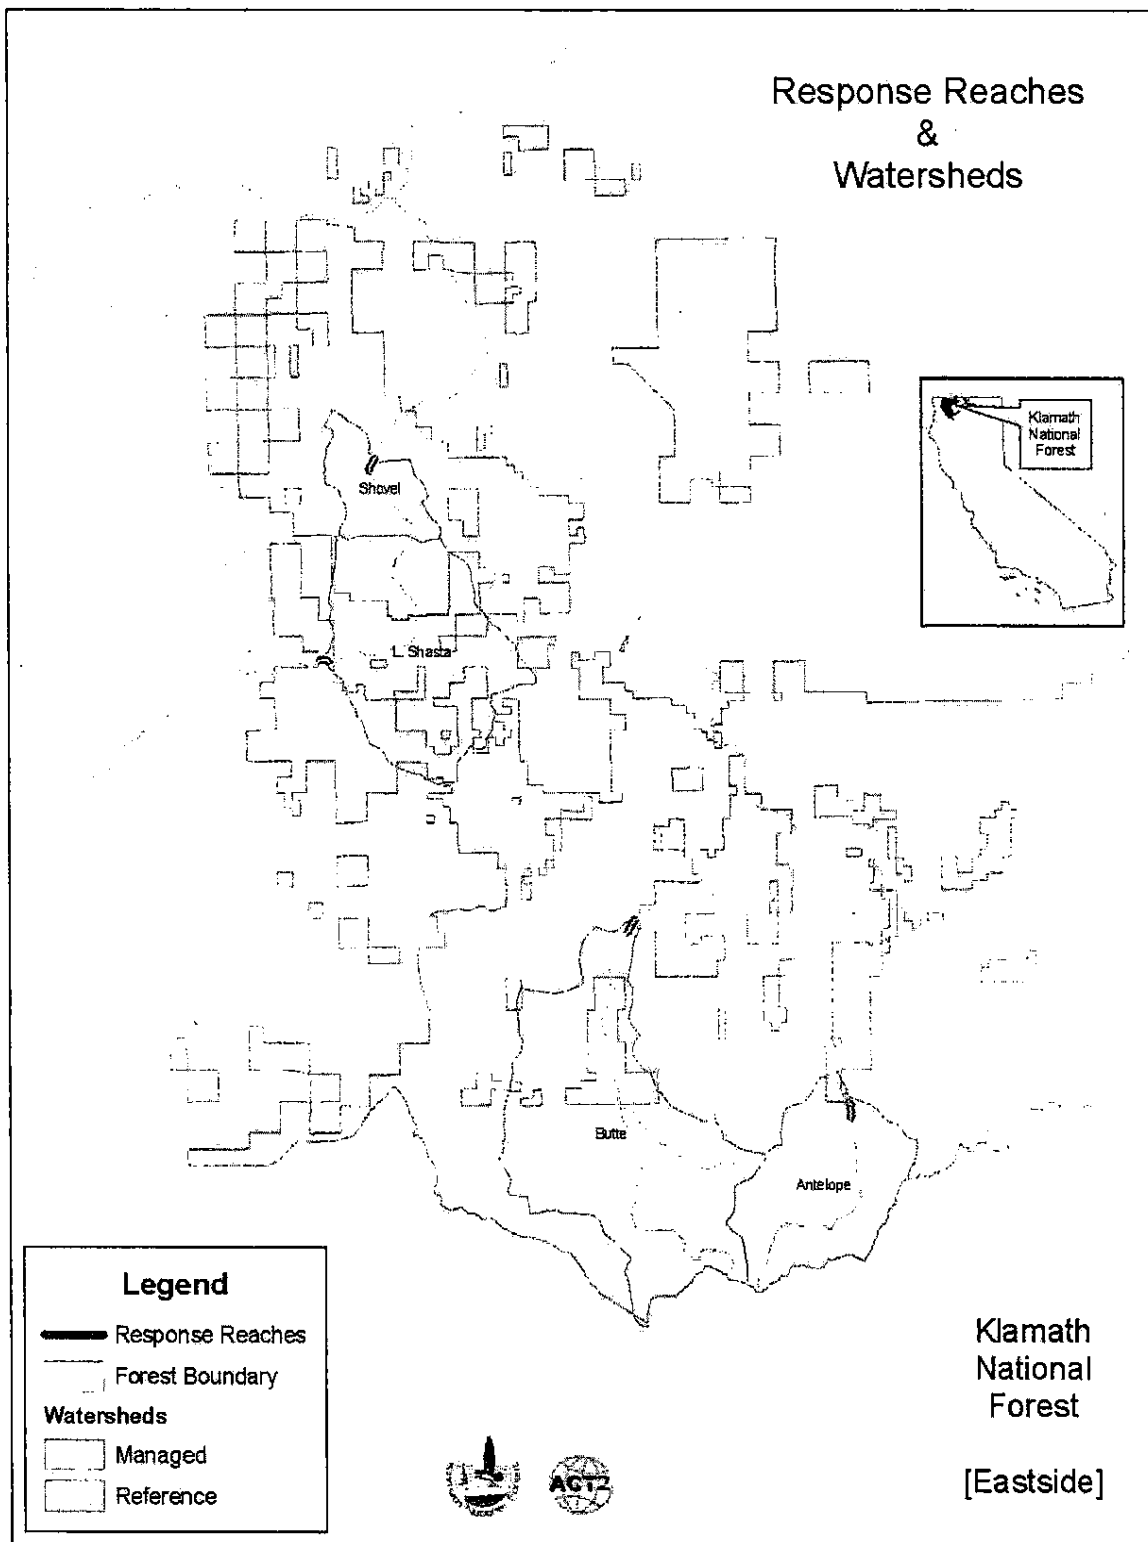 Response Reaches
&
Watersheds
Klamath
National
Forest
Shovel
L. Shasta
Butte
Antelope
Legend
Response Reaches
Forest Boundary
Watersheds
Managed
Reference
Klamath
National
Forest
[Eastside]
ACT2